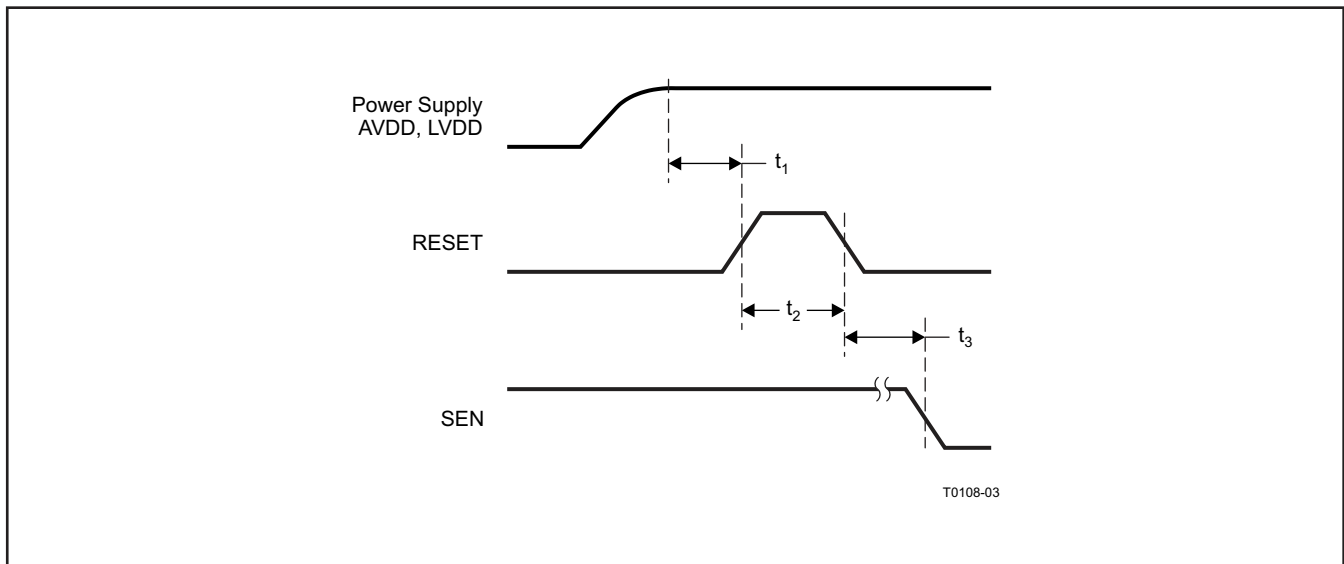 Power Supply
AVDD, LVDD
t1
RESET
t2
t3
SEN
T0108-03